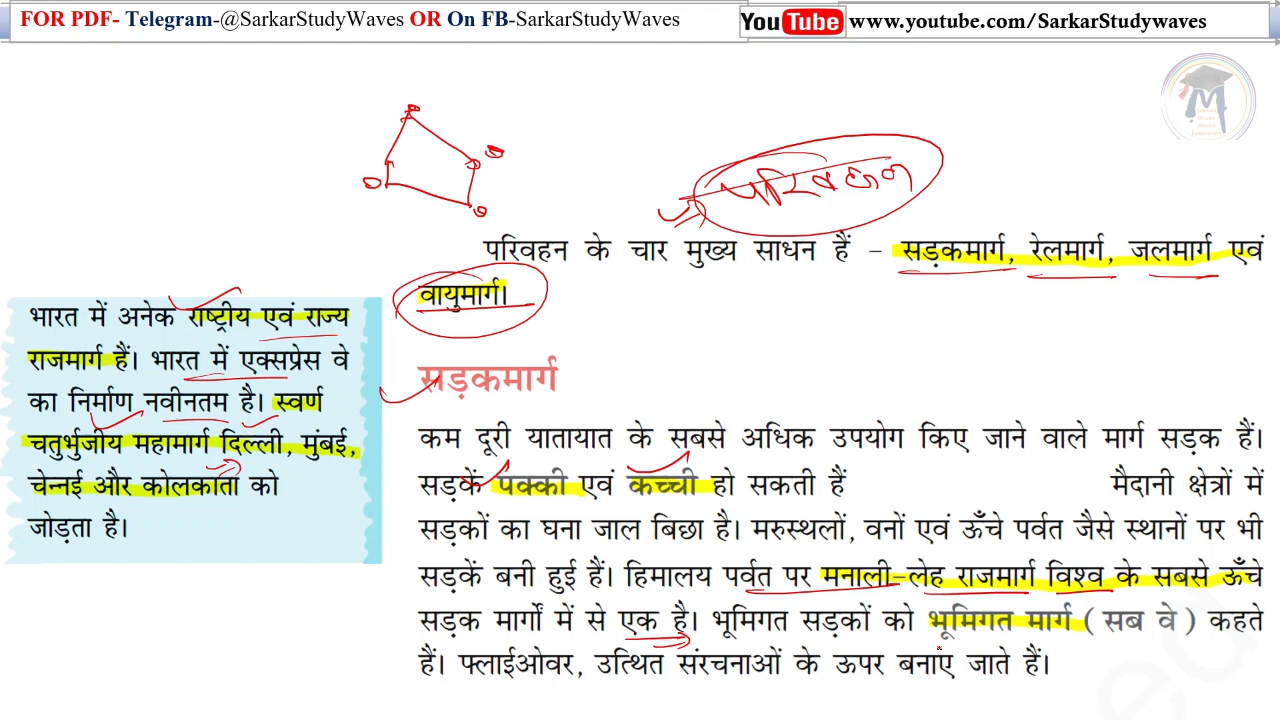 FOR PDF- Telegram-@SarkarStudyWaves OR On FB-SarkarStudyWaves
YouTube www.youtube.com/SarkarStudywaves
परिवहन
परिवहन के चार मुख्य साधन हैं – सड़कमार्ग, रेलमार्ग, जलमार्ग एवं
वायुमार्ग।
भारत में अनेक राष्ट्रीय एवं राज्य
राजमार्ग हैं। भारत में एक्सप्रेस वे
का निर्माण नवीनतम है। स्वर्ण
चतुर्भुजीय महामार्ग दिल्ली, मुंबई,
चेन्नई और कोलकाता को
जोड़ता है।
सड़कमार्ग
कम दूरी यातायात के सबसे अधिक उपयोग किए जाने वाले मार्ग सड़क हैं।
सड़कें पक्की एवं कच्ची हो सकती हैं मैदानी क्षेत्रों में
सड़कों का घना जाल बिछा है। मरुस्थलों, वनों एवं ऊँचे पर्वत जैसे स्थानों पर भी
सड़कें बनी हुई हैं। हिमालय पर्वत पर मनाली–लेह राजमार्ग विश्व के सबसे ऊँचे
सड़क मार्गों में से एक है। भूमिगत सड़कों को भूमिगत मार्ग ( सब वे ) कहते
हैं। फ्लाईओवर, उत्थित संरचनाओं के ऊपर बनाए जाते हैं।